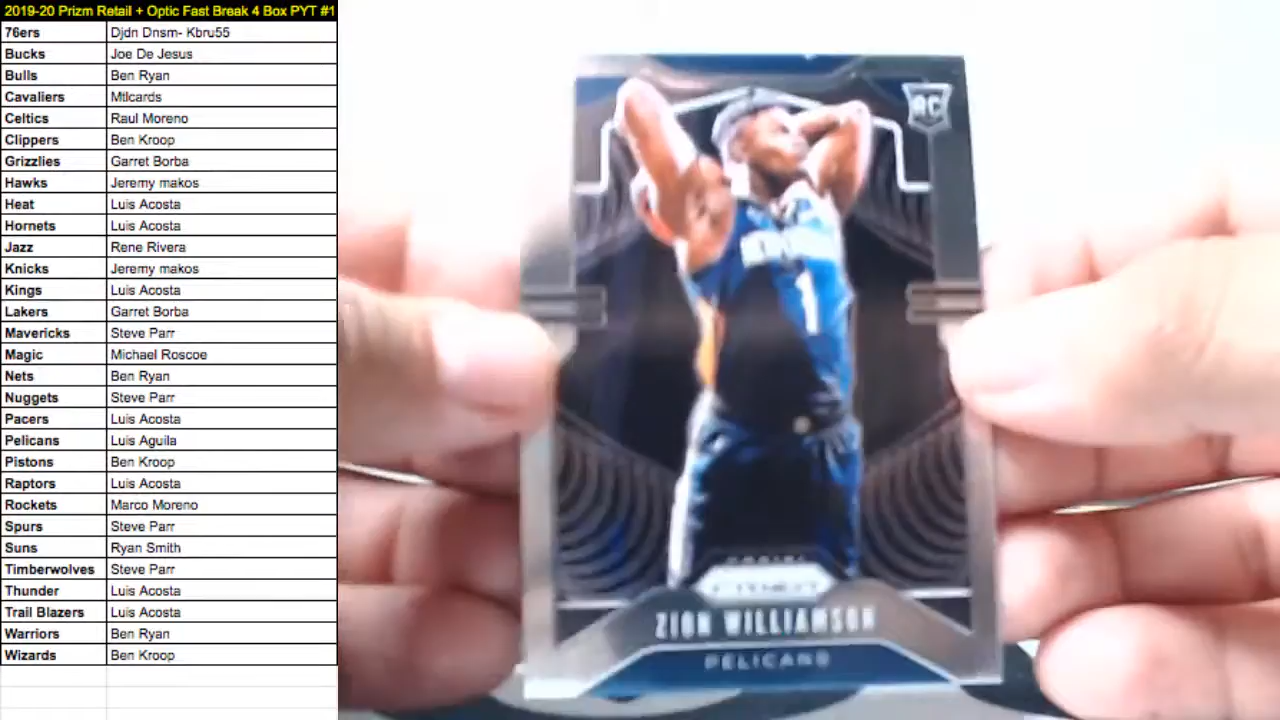 2019-20 Prizm Retail + Optic Fast Break 4 Box PYT #1
76ers Djdn Dnsm- Kbru55
Bucks Joe De Jesus
Bulls Ben Ryan
Cavaliers Mtlcards
Celtics Raul Moreno
Clippers Ben Kroop
Grizzlies Garret Borba
Hawks Jeremy makos
Heat Luis Acosta
Hornets Luis Acosta
Jazz Rene Rivera
Knicks Jeremy makos
Kings Luis Acosta
Lakers Garret Borba
Mavericks Steve Parr
Magic Michael Roscoe
Nets Ben Ryan
Nuggets Steve Parr
Pacers Luis Acosta
Pelicans Luis Aguila
Pistons Ben Kroop
Raptors Luis Acosta
Rockets Marco Moreno
Spurs Steve Parr
Suns Ryan Smith
Timberwolves Steve Parr
Thunder Luis Acosta
Trail Blazers Luis Acosta
Warriors Ben Ryan
Wizards Ben Kroop
RC
1
ZION WILLIAMSON
PELICANS